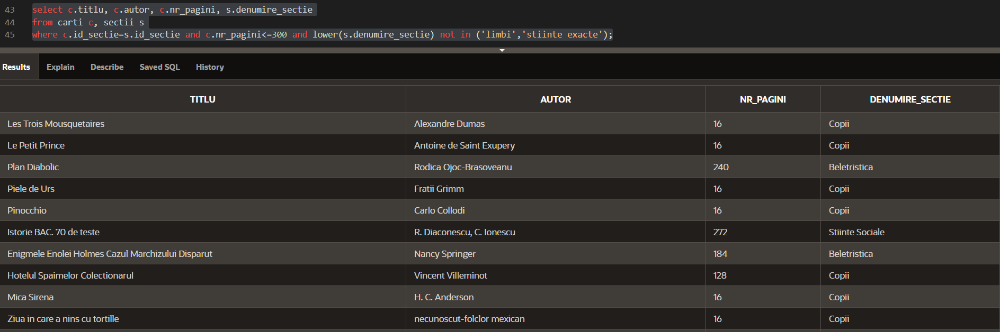 43 select c.titlu, c.autor, c.nr_pagini, s.denumire_sectie
44 from carti c, sectii s
45 where c.id_sectie=s.id_sectie and c.nr_pagini<=300 and lower(s.denumire_sectie) not in ('limbi','stiinte exacte');
Results Explain Describe Saved SQL History
TITLU AUTOR NR_PAGINI DENUMIRE_SECTIE
Les Trois Mousquetaires Alexandre Dumas 16 Copii
Le Petit Prince Antoine de Saint Exupery 16 Copii
Plan Diabolic Rodica Ojoc-Brasoveanu 240 Beletristica
Piele de Urs Fratii Grimm 16 Copii
Pinocchio Carlo Collodi 16 Copii
Istorie BAC. 70 de teste R. Diaconescu, C. Ionescu 272 Stiinte Sociale
Enigmele Enolei Holmes Cazul Marchizului Disparut Nancy Springer 184 Beletristica
Hotelul Spaimelor Colectionarul Vincent Villeminot 128 Copii
Mica Sirena H. C. Anderson 16 Copii
Ziua in care a nins cu tortille necunoscut-folclor mexican 16 Copii